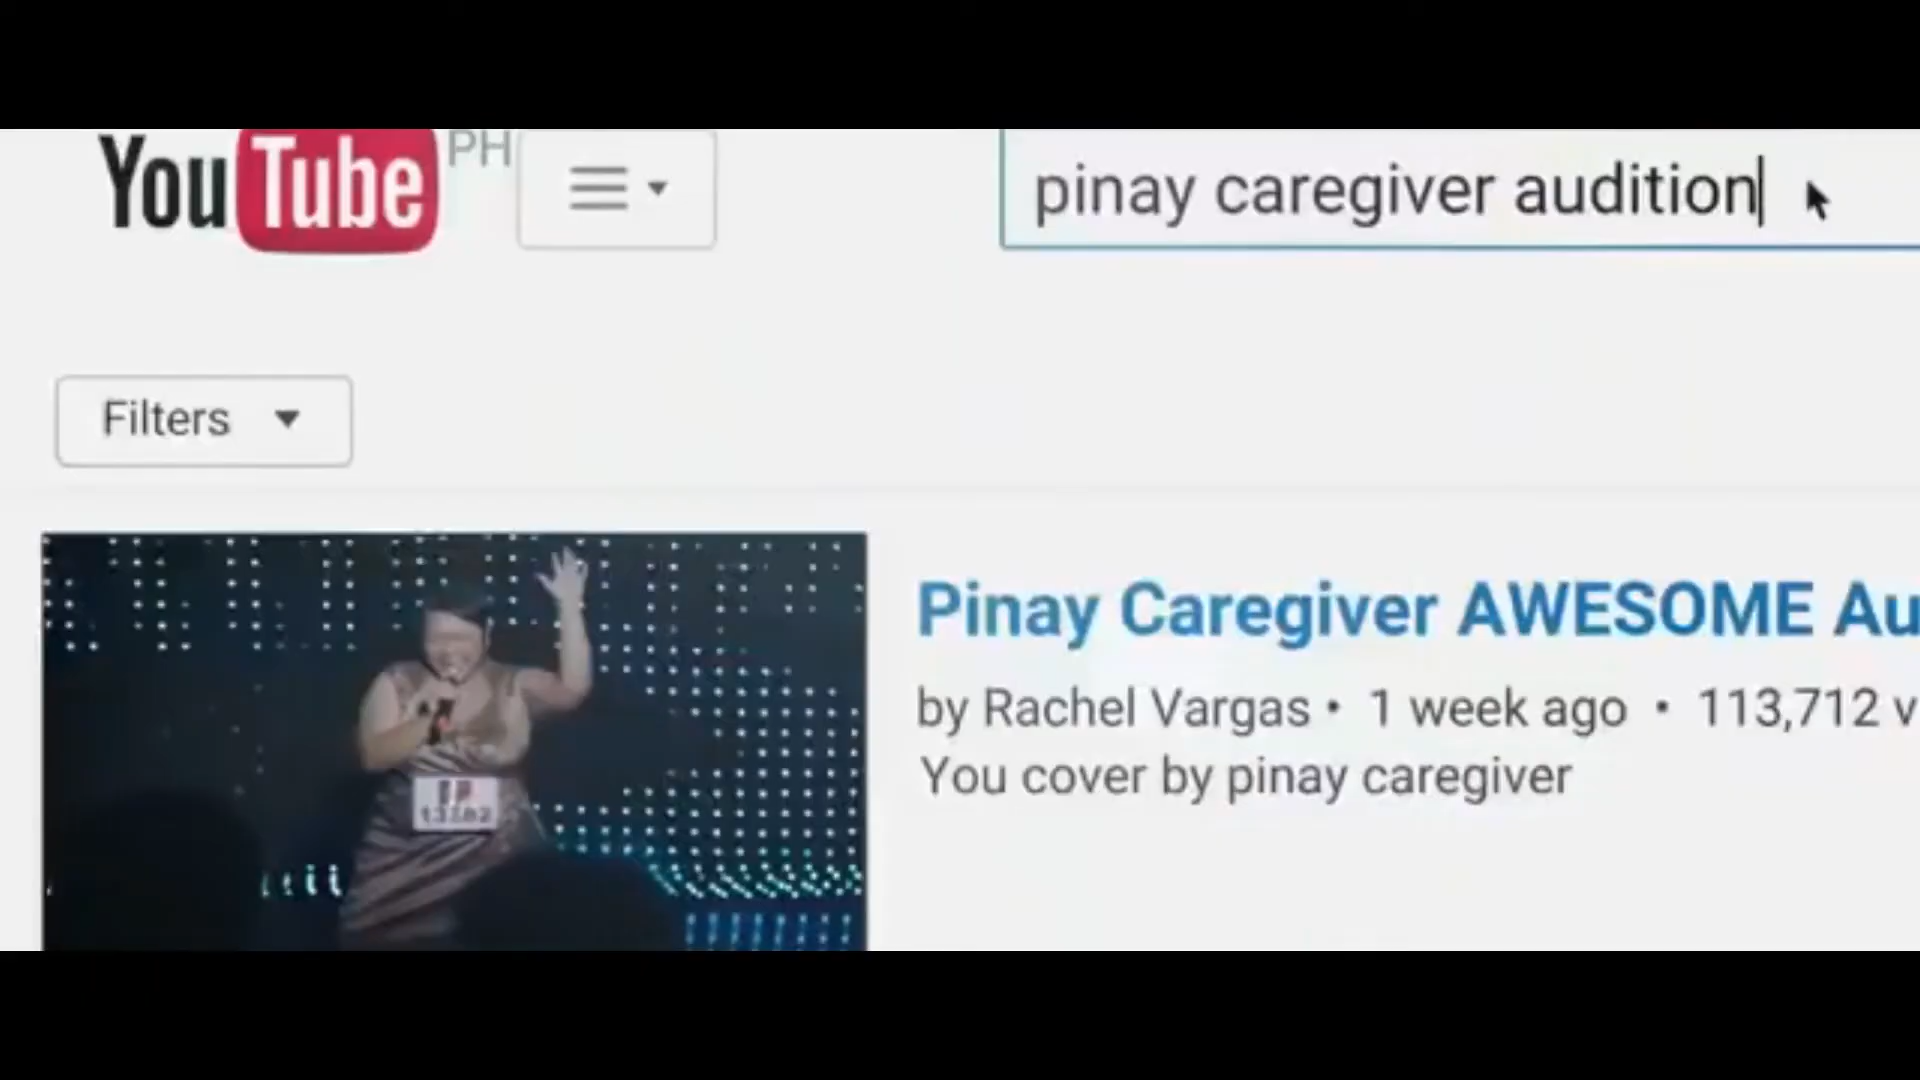 YouTube PH
pinay caregiver audition
Filters
Pinay Caregiver AWESOME Au
by Rachel Vargas • 1 week ago • 113,712 v
You cover by pinay caregiver